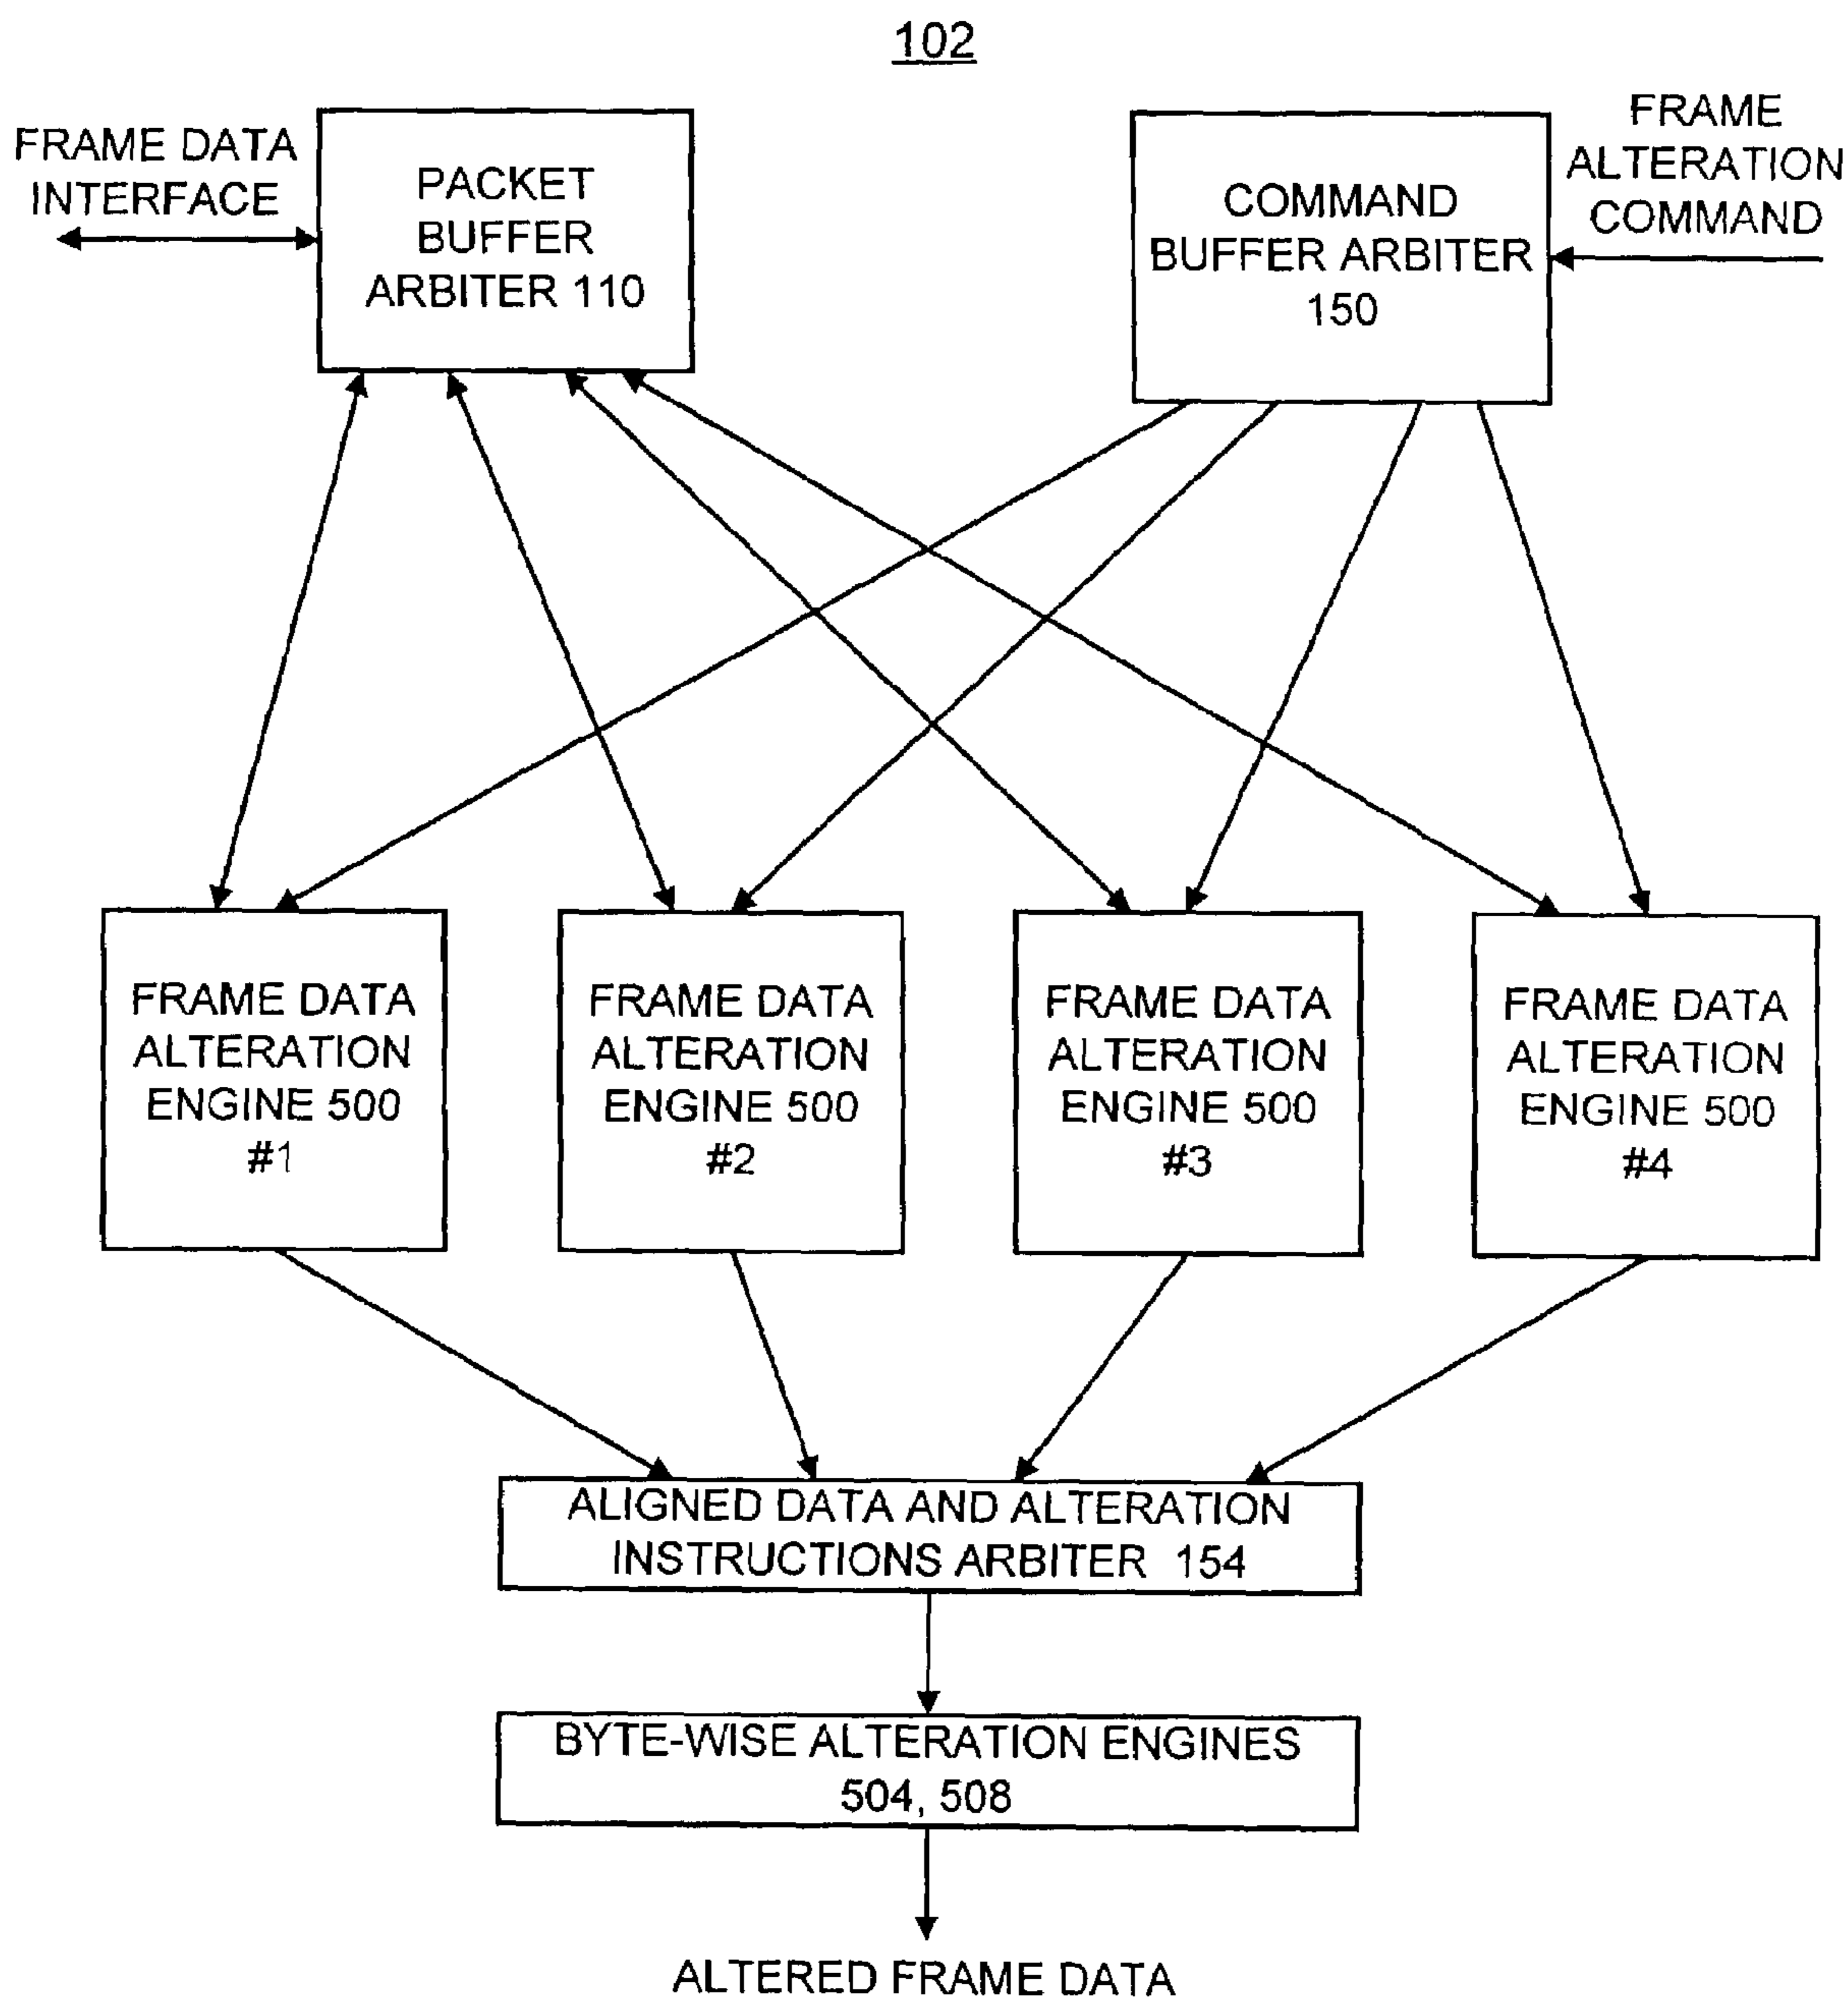 102
FRAME DATA
INTERFACE
PACKET
BUFFER
ARBITER 110
COMMAND
BUFFER ARBITER
150
FRAME
ALTERATION
COMMAND
FRAME DATA
ALTERATION
ENGINE 500
#1
FRAME DATA
ALTERATION
ENGINE 500
#2
FRAME DATA
ALTERATION
ENGINE 500
#3
FRAME DATA
ALTERATION
ENGINE 500
#4
ALIGNED DATA AND ALTERATION
INSTRUCTIONS ARBITER 154
BYTE-WISE ALTERATION ENGINES
504, 508
ALTERED FRAME DATA